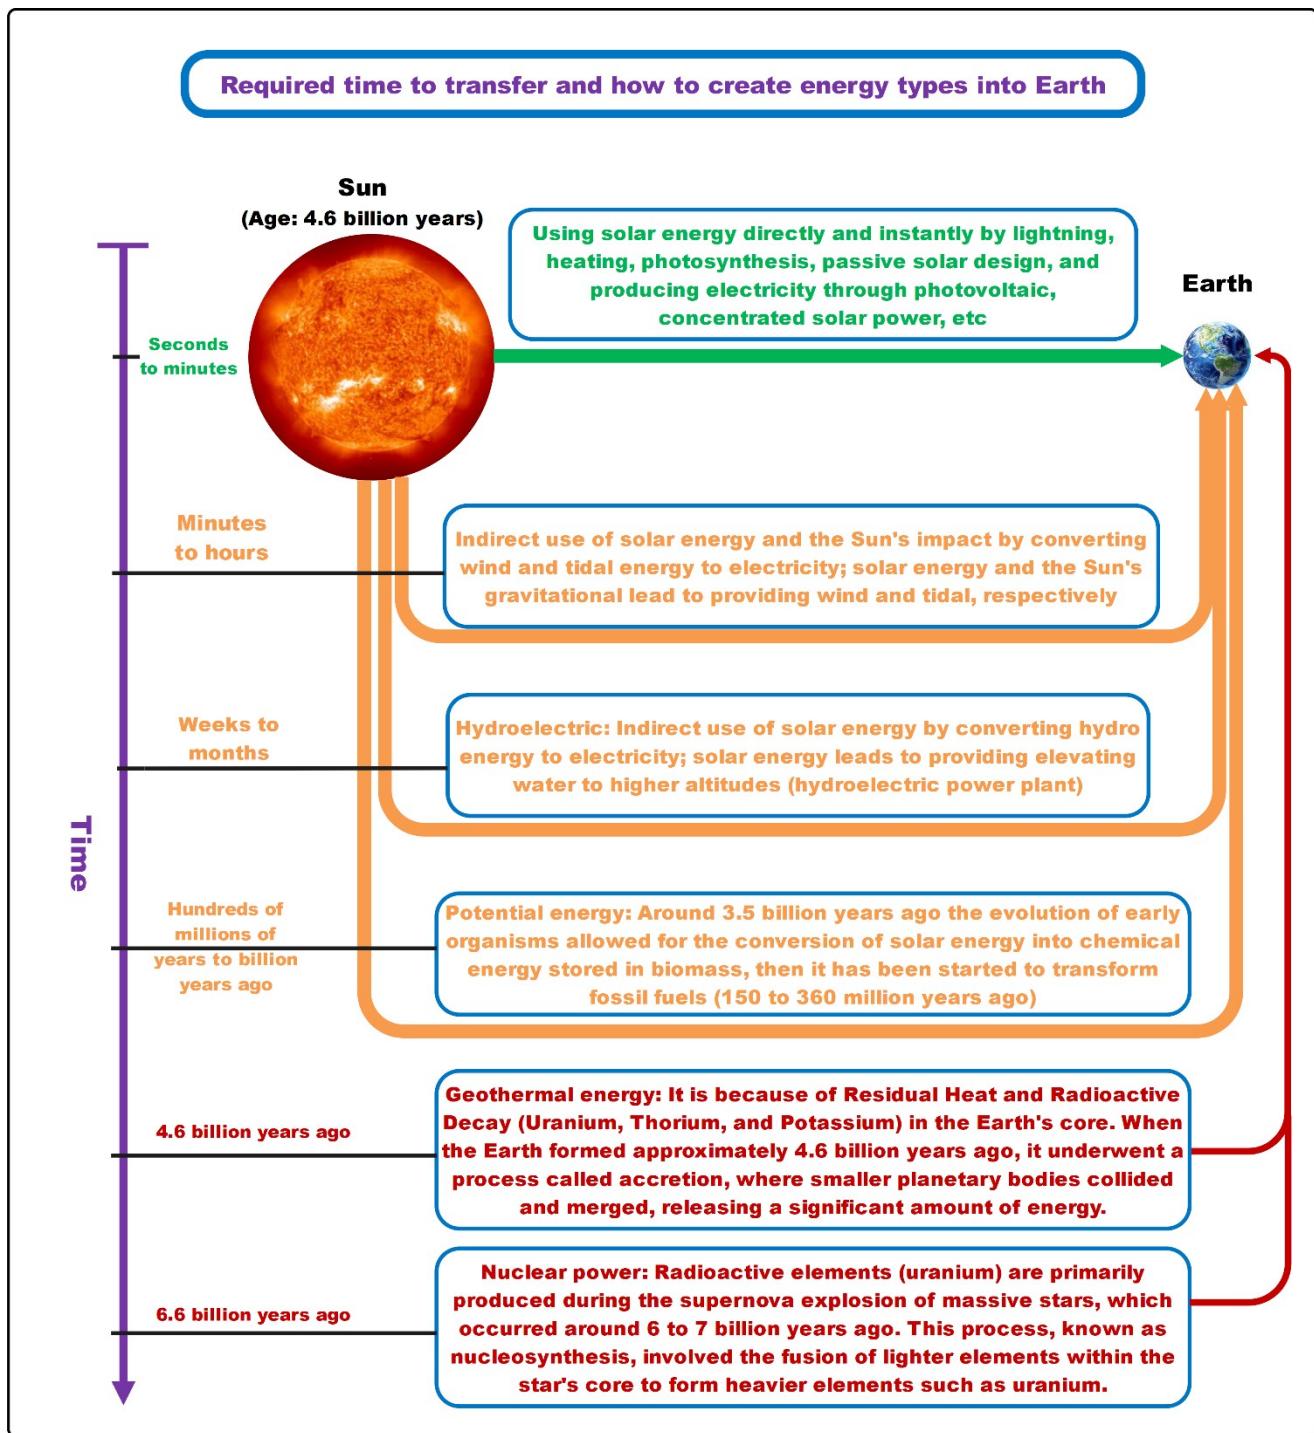 Required time to transfer and how to create energy types into Earth
Sun
(Age: 4.6 billion years)
Using solar energy directly and instantly by lightning,
heating, photosynthesis, passive solar design, and
producing electricity through photovoltaic,
concentrated solar power, etc
Earth
Seconds
to minutes
Minutes
to hours
Indirect use of solar energy and the Sun's impact by converting
wind and tidal energy to electricity; solar energy and the Sun's
gravitational lead to providing wind and tidal, respectively
Weeks to
months
Hydroelectric: Indirect use of solar energy by converting hydro
energy to electricity; solar energy leads to providing elevating
water to higher altitudes (hydroelectric power plant)
Time
Hundreds of
millions of
years to billion
years ago
Potential energy: Around 3.5 billion years ago the evolution of early
organisms allowed for the conversion of solar energy into chemical
energy stored in biomass, then it has been started to transform
fossil fuels (150 to 360 million years ago)
4.6 billion years ago
Geothermal energy: It is because of Residual Heat and Radioactive
Decay (Uranium, Thorium, and Potassium) in the Earth's core. When
the Earth formed approximately 4.6 billion years ago, it underwent a
process called accretion, where smaller planetary bodies collided
and merged, releasing a significant amount of energy.
6.6 billion years ago
Nuclear power: Radioactive elements (uranium) are primarily
produced during the supernova explosion of massive stars, which
occurred around 6 to 7 billion years ago. This process, known as
nucleosynthesis, involved the fusion of lighter elements within the
star's core to form heavier elements such as uranium.